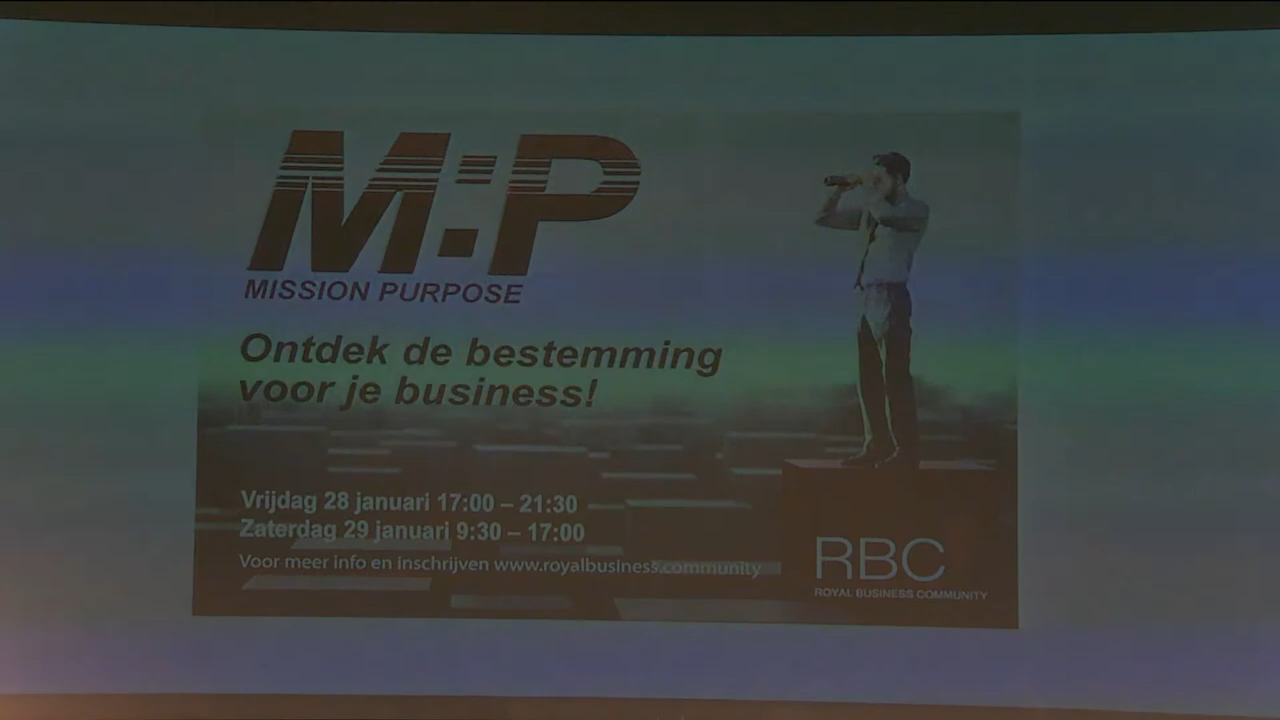 M:P
MISSION PURPOSE
Ontdek de bestemming
voor je business!
Vrijdag 28 januari 17:00 – 21:30
Zaterdag 29 januari 9:30 – 17:00
Voor meer info en inschrijven www.royalbusiness.community
RBC
ROYAL BUSINESS COMMUNITY